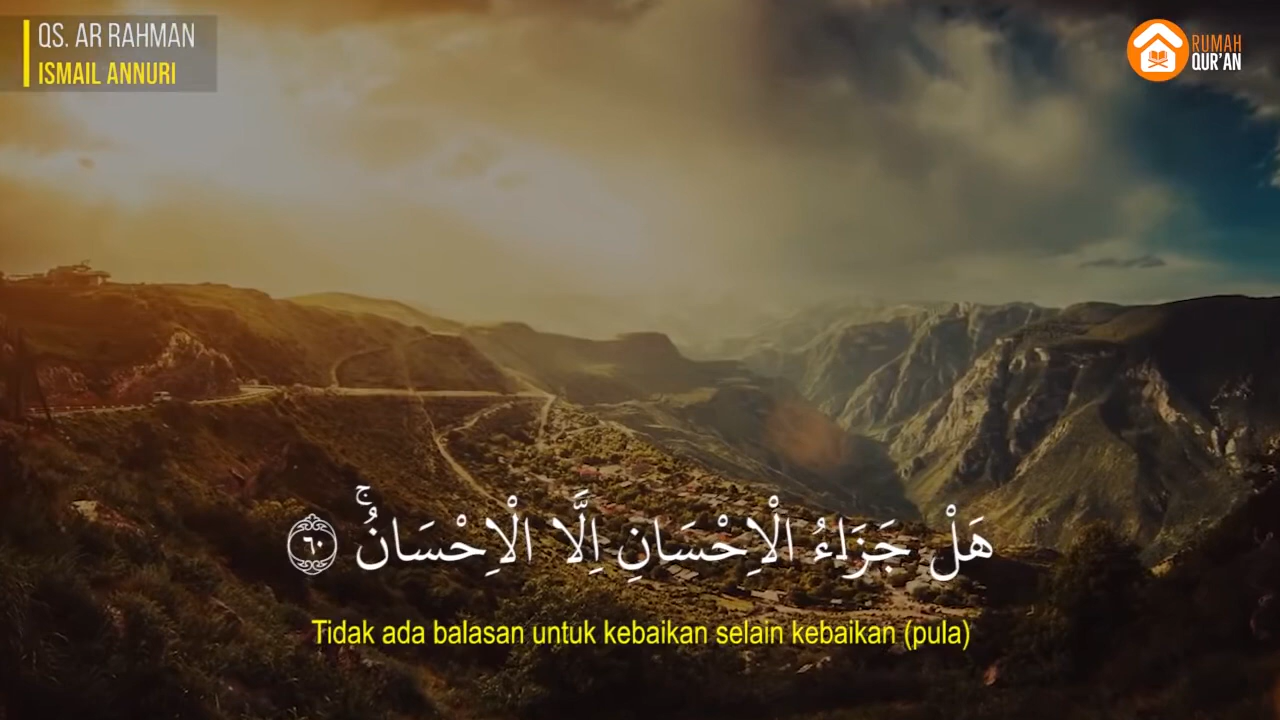 QS. AR RAHMAN
ISMAIL ANNURI
RUMAH
QUR'AN
هَلْ جَزَاۤءُ الْاِحْسَانِ اِلَّا الْاِحْسَانُۚ ٦٠
Tidak ada balasan untuk kebaikan selain kebaikan (pula)